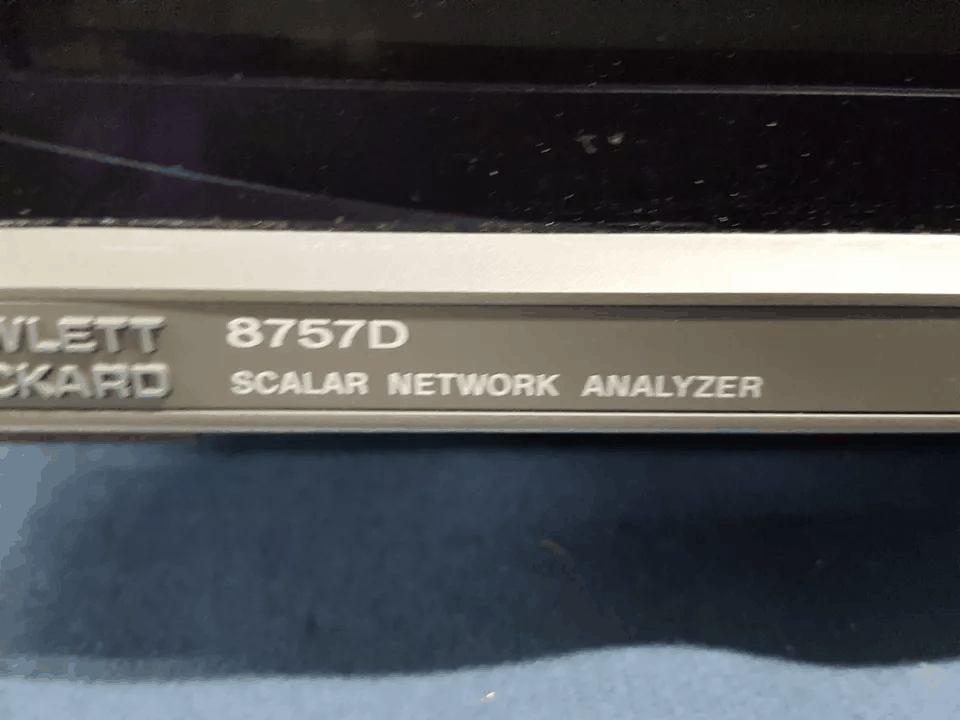 WLETT
CKARD
8757D
SCALAR NETWORK ANALYZER